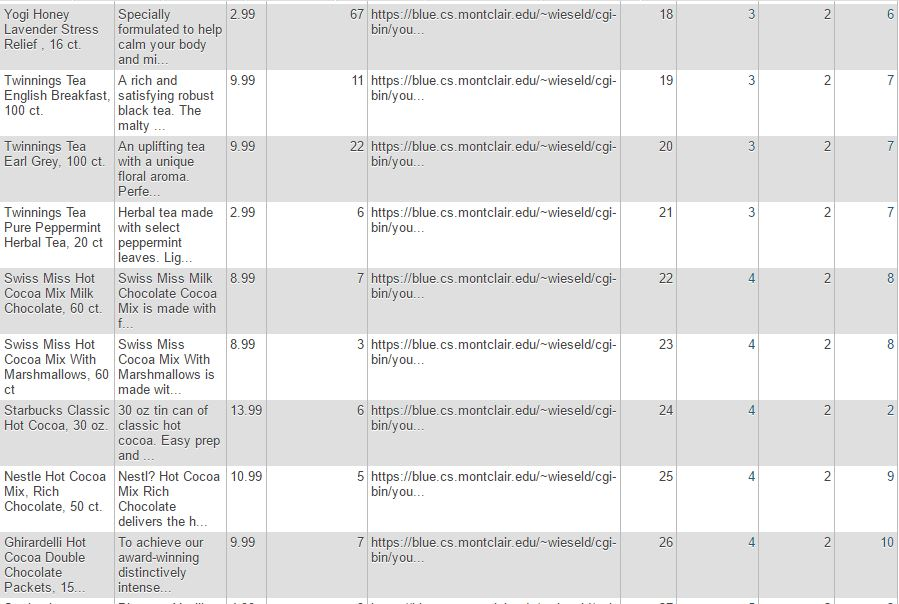 Yogi Honey Lavender Stress Relief , 16 ct. Specially formulated to help calm your body and mi... 2.99 67 https://blue.cs.montclair.edu/~wieseld/cgi-bin/you... 18 3 2 6
Twinnings Tea English Breakfast, 100 ct. A rich and satisfying robust black tea. The malty ... 9.99 11 https://blue.cs.montclair.edu/~wieseld/cgi-bin/you... 19 3 2 7
Twinnings Tea Earl Grey, 100 ct. An uplifting tea with a unique floral aroma. Perfe... 9.99 22 https://blue.cs.montclair.edu/~wieseld/cgi-bin/you... 20 3 2 7
Twinnings Tea Pure Peppermint Herbal Tea, 20 ct Herbal tea made with select peppermint leaves. Lig... 2.99 6 https://blue.cs.montclair.edu/~wieseld/cgi-bin/you... 21 3 2 7
Swiss Miss Hot Cocoa Mix Milk Chocolate, 60 ct. Swiss Miss Milk Chocolate Cocoa Mix is made with f... 8.99 7 https://blue.cs.montclair.edu/~wieseld/cgi-bin/you... 22 4 2 8
Swiss Miss Hot Cocoa Mix With Marshmallows, 60 ct Swiss Miss Cocoa Mix With Marshmallows is made wit... 8.99 3 https://blue.cs.montclair.edu/~wieseld/cgi-bin/you... 23 4 2 8
Starbucks Classic Hot Cocoa, 30 oz. 30 oz tin can of classic hot cocoa. Easy prep and ... 13.99 6 https://blue.cs.montclair.edu/~wieseld/cgi-bin/you... 24 4 2 2
Nestle Hot Cocoa Mix, Rich Chocolate, 50 ct. Nestl? Hot Cocoa Mix Rich Chocolate delivers the h... 10.99 5 https://blue.cs.montclair.edu/~wieseld/cgi-bin/you... 25 4 2 9
Ghirardelli Hot Cocoa Double Chocolate Packets, 15... To achieve our award-winning distinctively intense... 9.99 7 https://blue.cs.montclair.edu/~wieseld/cgi-bin/you... 26 4 2 10